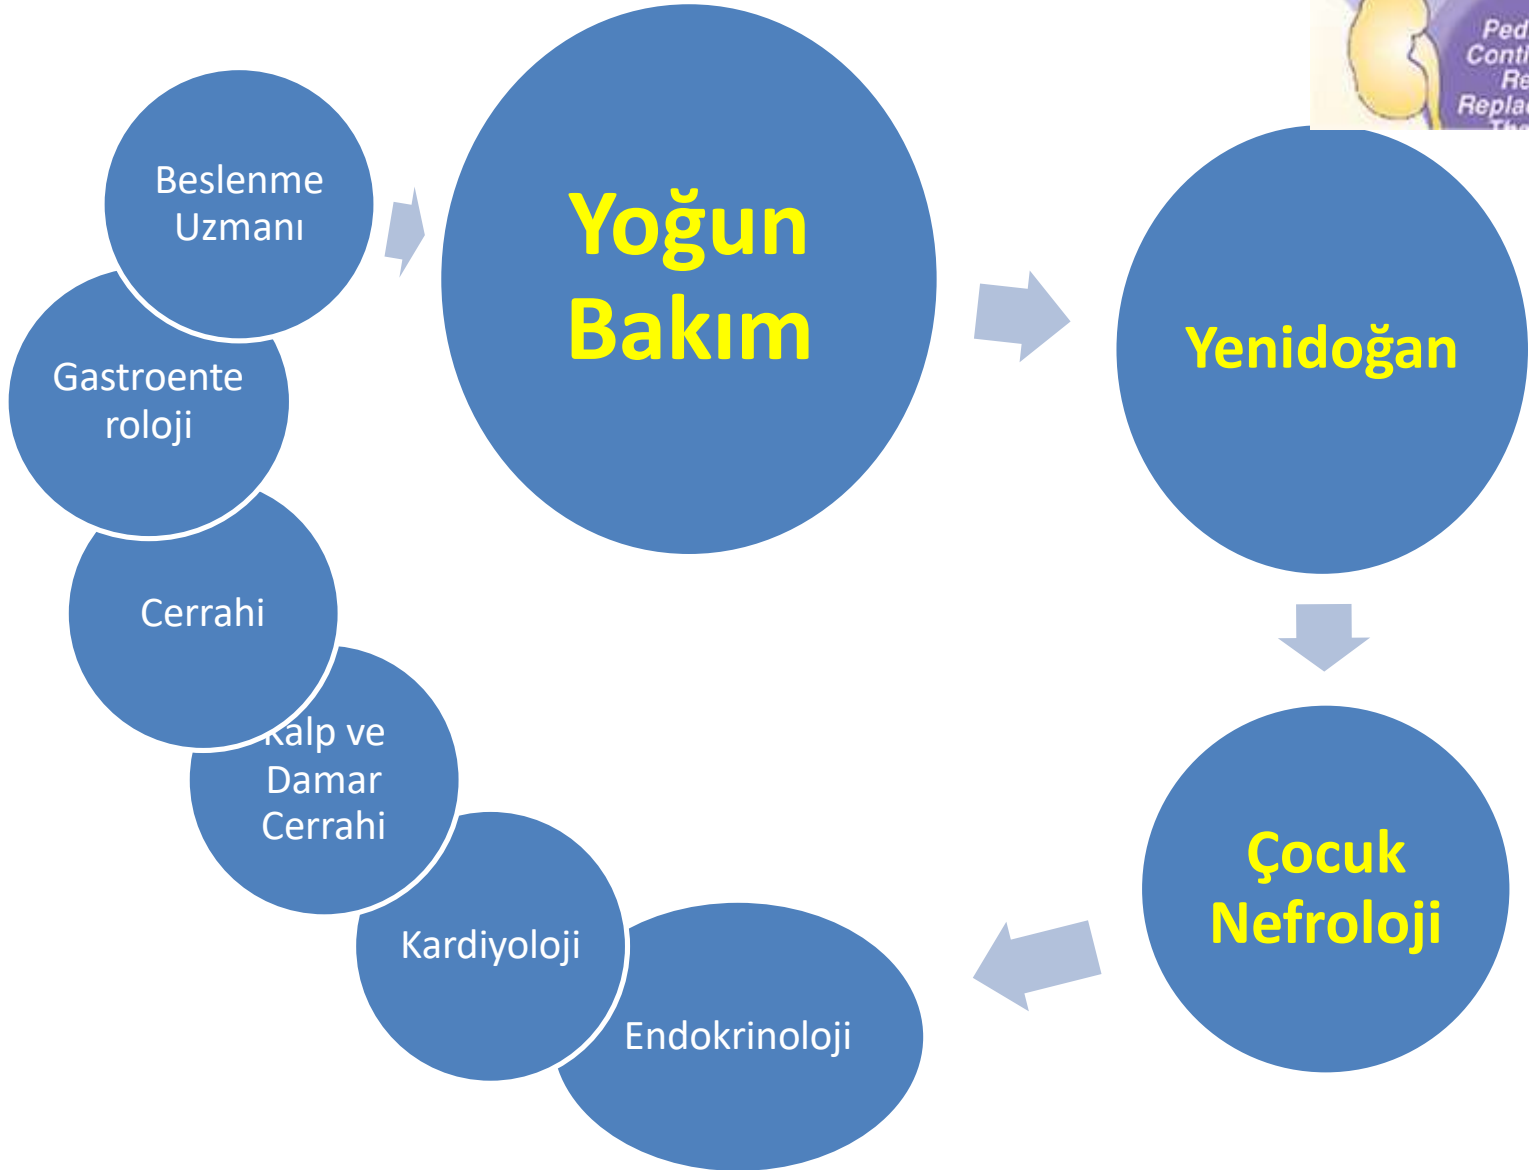 Beslenme
Uzmanı
Yoğun
Bakım
Yenidoğan
Çocuk
Nefroloji
Endokrinoloji
Kardiyoloji
Kalp ve
Damar
Cerrahi
Cerrahi
Gastroente
roloji